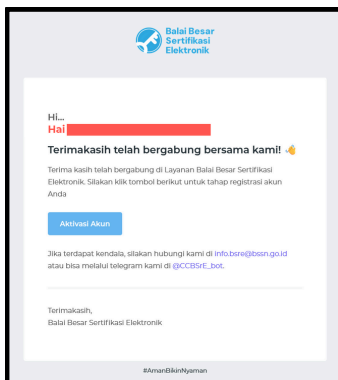 Balai Besar
Sertifikasi
Elektronik
Hi...
Hai
Terimakasih telah bergabung bersama kami! 👍
Terima kasih telah bergabung di Layanan Balai Besar Sertifikasi
Elektronik. Silakan klik tombol berikut untuk tahap registrasi akun
Anda
Aktivasi Akun
Jika terdapat kendala, silakan hubungi kami di info.bsre@bssn.go.id
atau bisa melalui telegram kami di @CCBSrE_bot.
Terimakasih,
Balai Besar Sertifikasi Elektronik
#AmanBikinNyaman